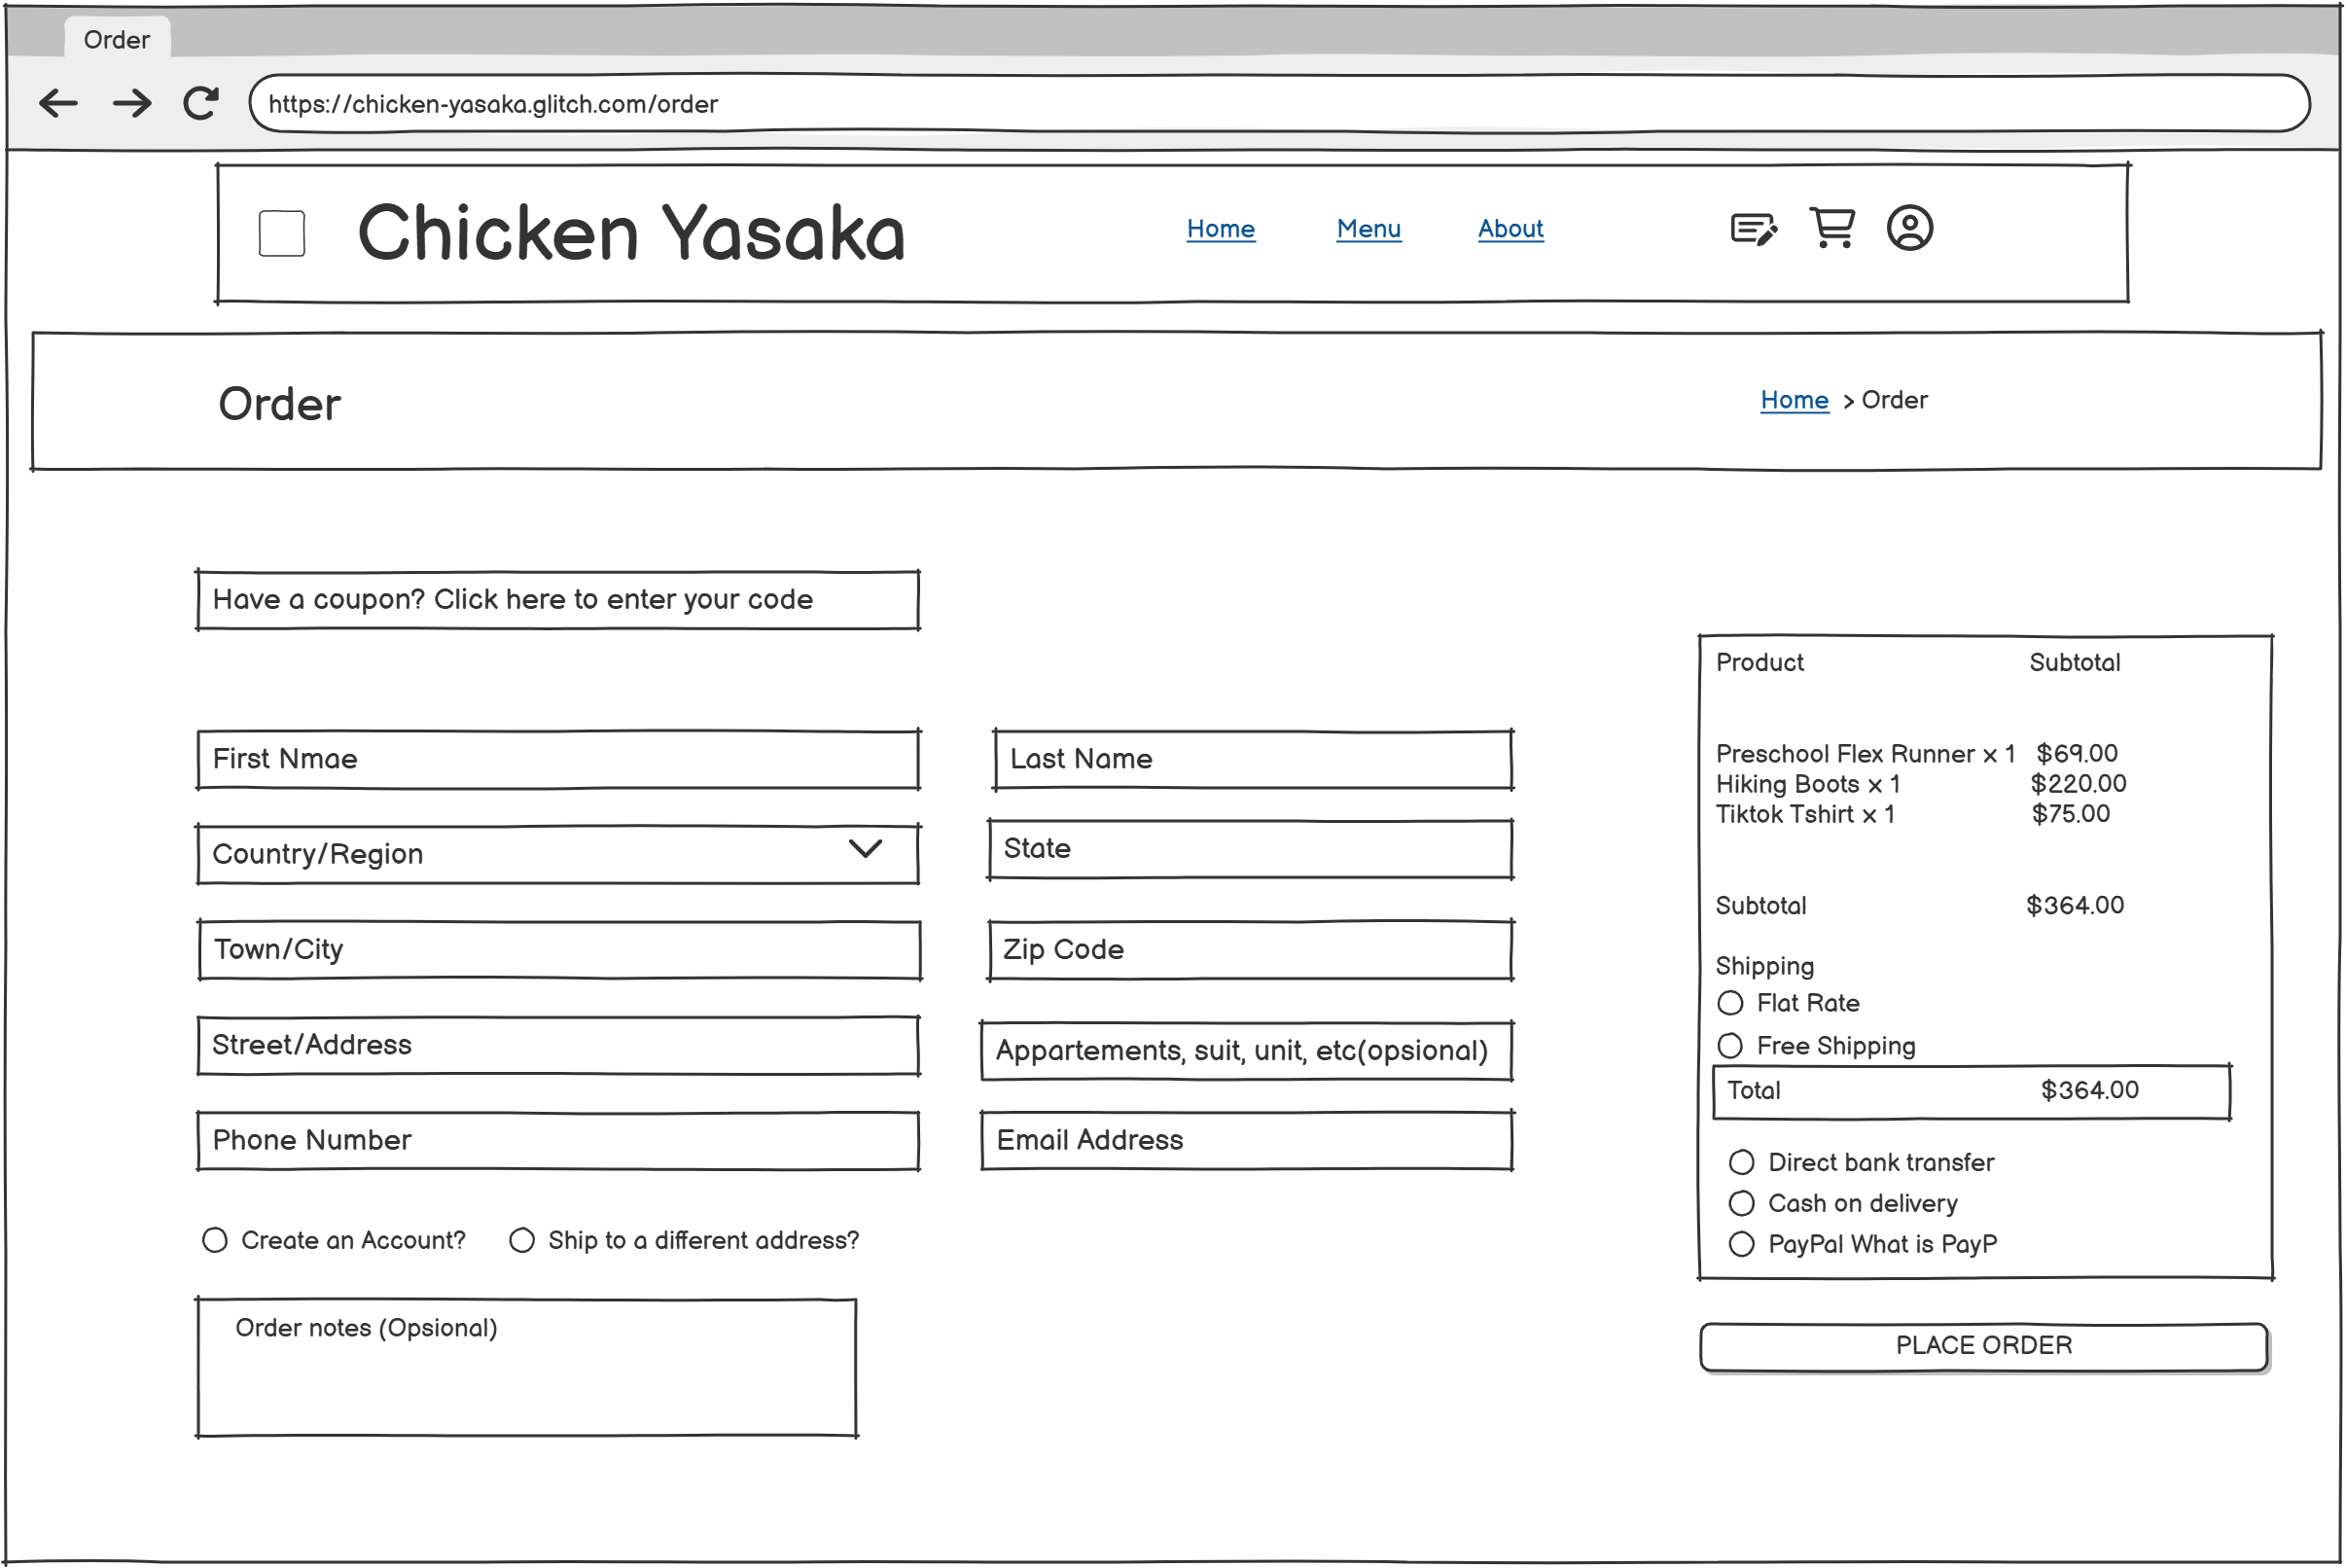 Order
https://chicken-yasaka.glitch.com/order
Chicken Yasaka
Home Menu About
Order
Home > Order
Have a coupon? Click here to enter your code
First Nmae
Last Name
Country/Region
State
Town/City
Zip Code
Street/Address
Appartements, suit, unit, etc(opsional)
Phone Number
Email Address
Create an Account? Ship to a different address?
Order notes (Opsional)
Product Subtotal
Preschool Flex Runner x 1 $69.00
Hiking Boots x 1 $220.00
Tiktok Tshirt x 1 $75.00
Subtotal $364.00
Shipping
Flat Rate
Free Shipping
Total $364.00
Direct bank transfer
Cash on delivery
PayPal What is PayP
PLACE ORDER